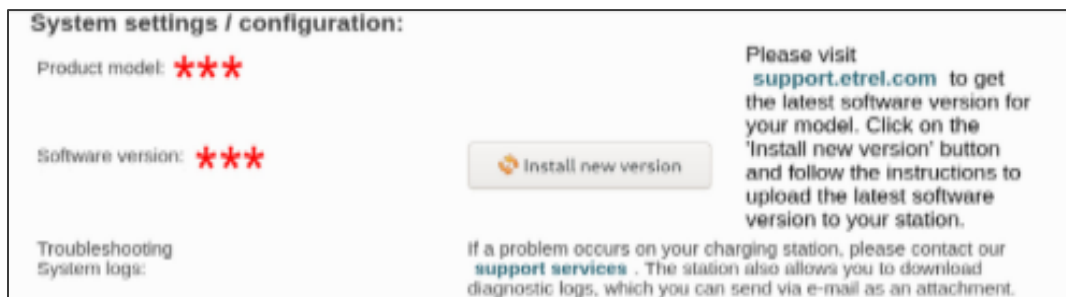 System settings / configuration:
Product model: ***
Please visit
support.etrel.com to get
the latest software version for
your model. Click on the
'Install new version' button
and follow the instructions to
upload the latest software
version to your station.
Software version: ***
Install new version
Troubleshooting
System logs:
If a problem occurs on your charging station, please contact our
support services . The station also allows you to download
diagnostic logs, which you can send via e-mail as an attachment.